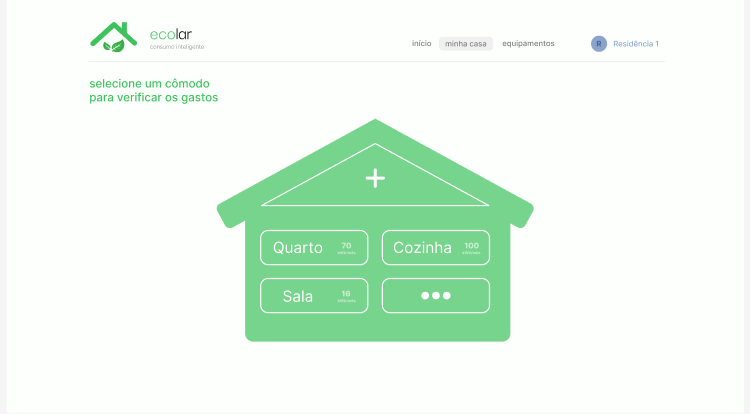 ecolar
consumo inteligente
início
minha casa
equipamentos
R
Residência 1
selecione um cômodo
para verificar os gastos
+
Quarto
70
Cozinha
100
Sala
16